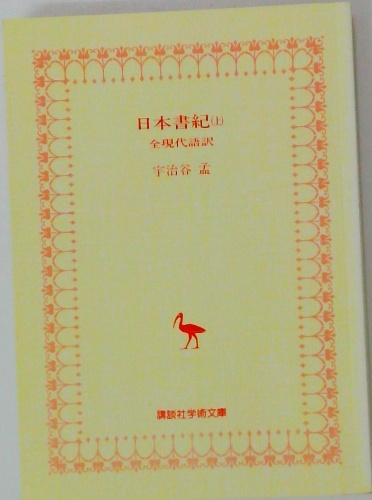 日本書紀(上)
全現代語訳
宇治谷 孟
講談社学術文庫